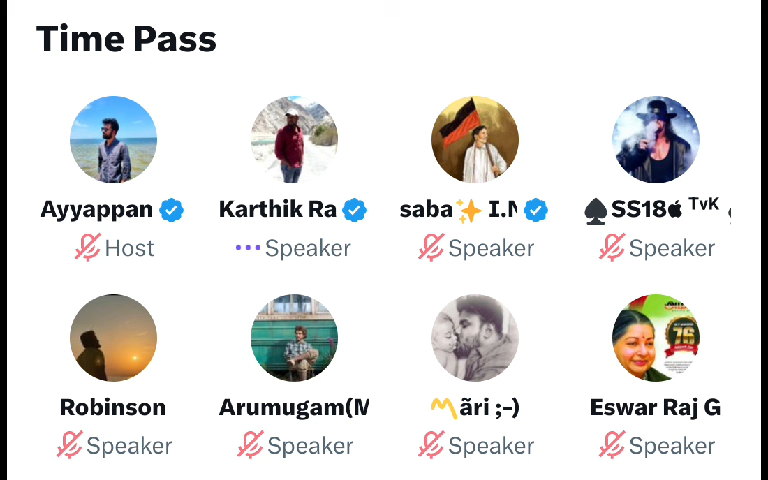 Time Pass
Ayyappan Karthik Ra saba✨ I.N ♠SS18 ᵀᵛᴷ
Host Speaker Speaker Speaker
Robinson Arumugam(M 〽️ãri ;-) Eswar Raj G
Speaker Speaker Speaker Speaker
76